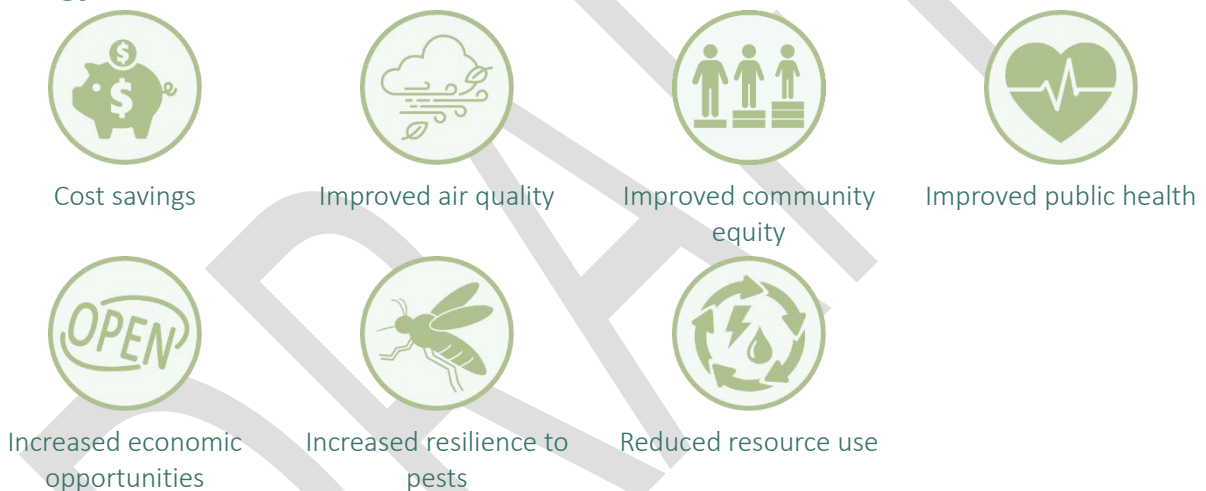 Cost savings
Improved air quality
Improved community
equity
Improved public health
OPEN
Increased economic
opportunities
Increased resilience to
pests
Reduced resource use
DRAFT